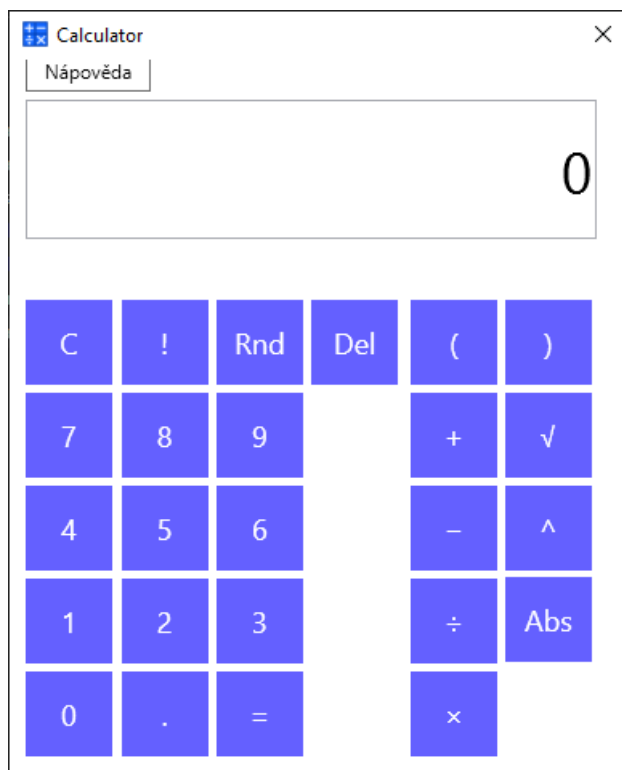 Calculator
Nápověda
0
C ! Rnd Del ( )
7 8 9 + √
4 5 6 − ^
1 2 3 ÷ Abs
0 . = ×